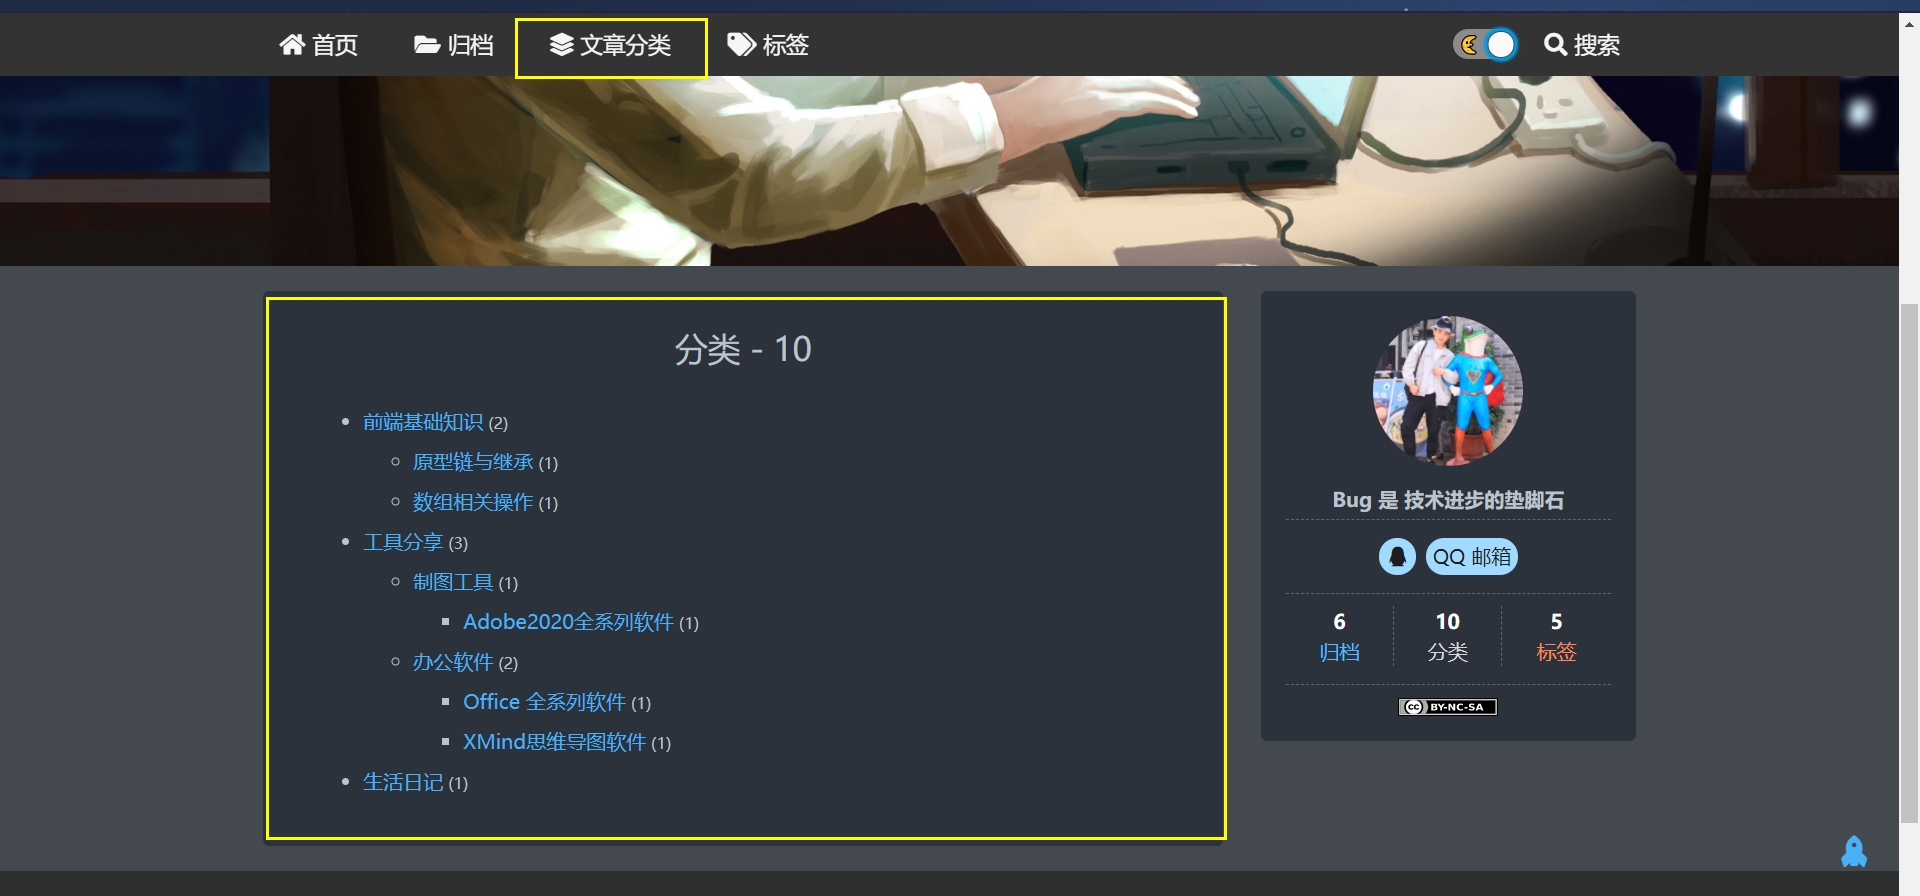 首页 归档 文章分类 标签 搜索
分类 - 10
前端基础知识 (2)
原型链与继承 (1)
数组相关操作 (1)
工具分享 (3)
制图工具 (1)
Adobe2020全系列软件 (1)
办公软件 (2)
Office 全系列软件 (1)
XMind思维导图软件 (1)
生活日记 (1)
Bug 是 技术进步的垫脚石
QQ 邮箱
6 10 5
归档 分类 标签
cc BY-NC-SA